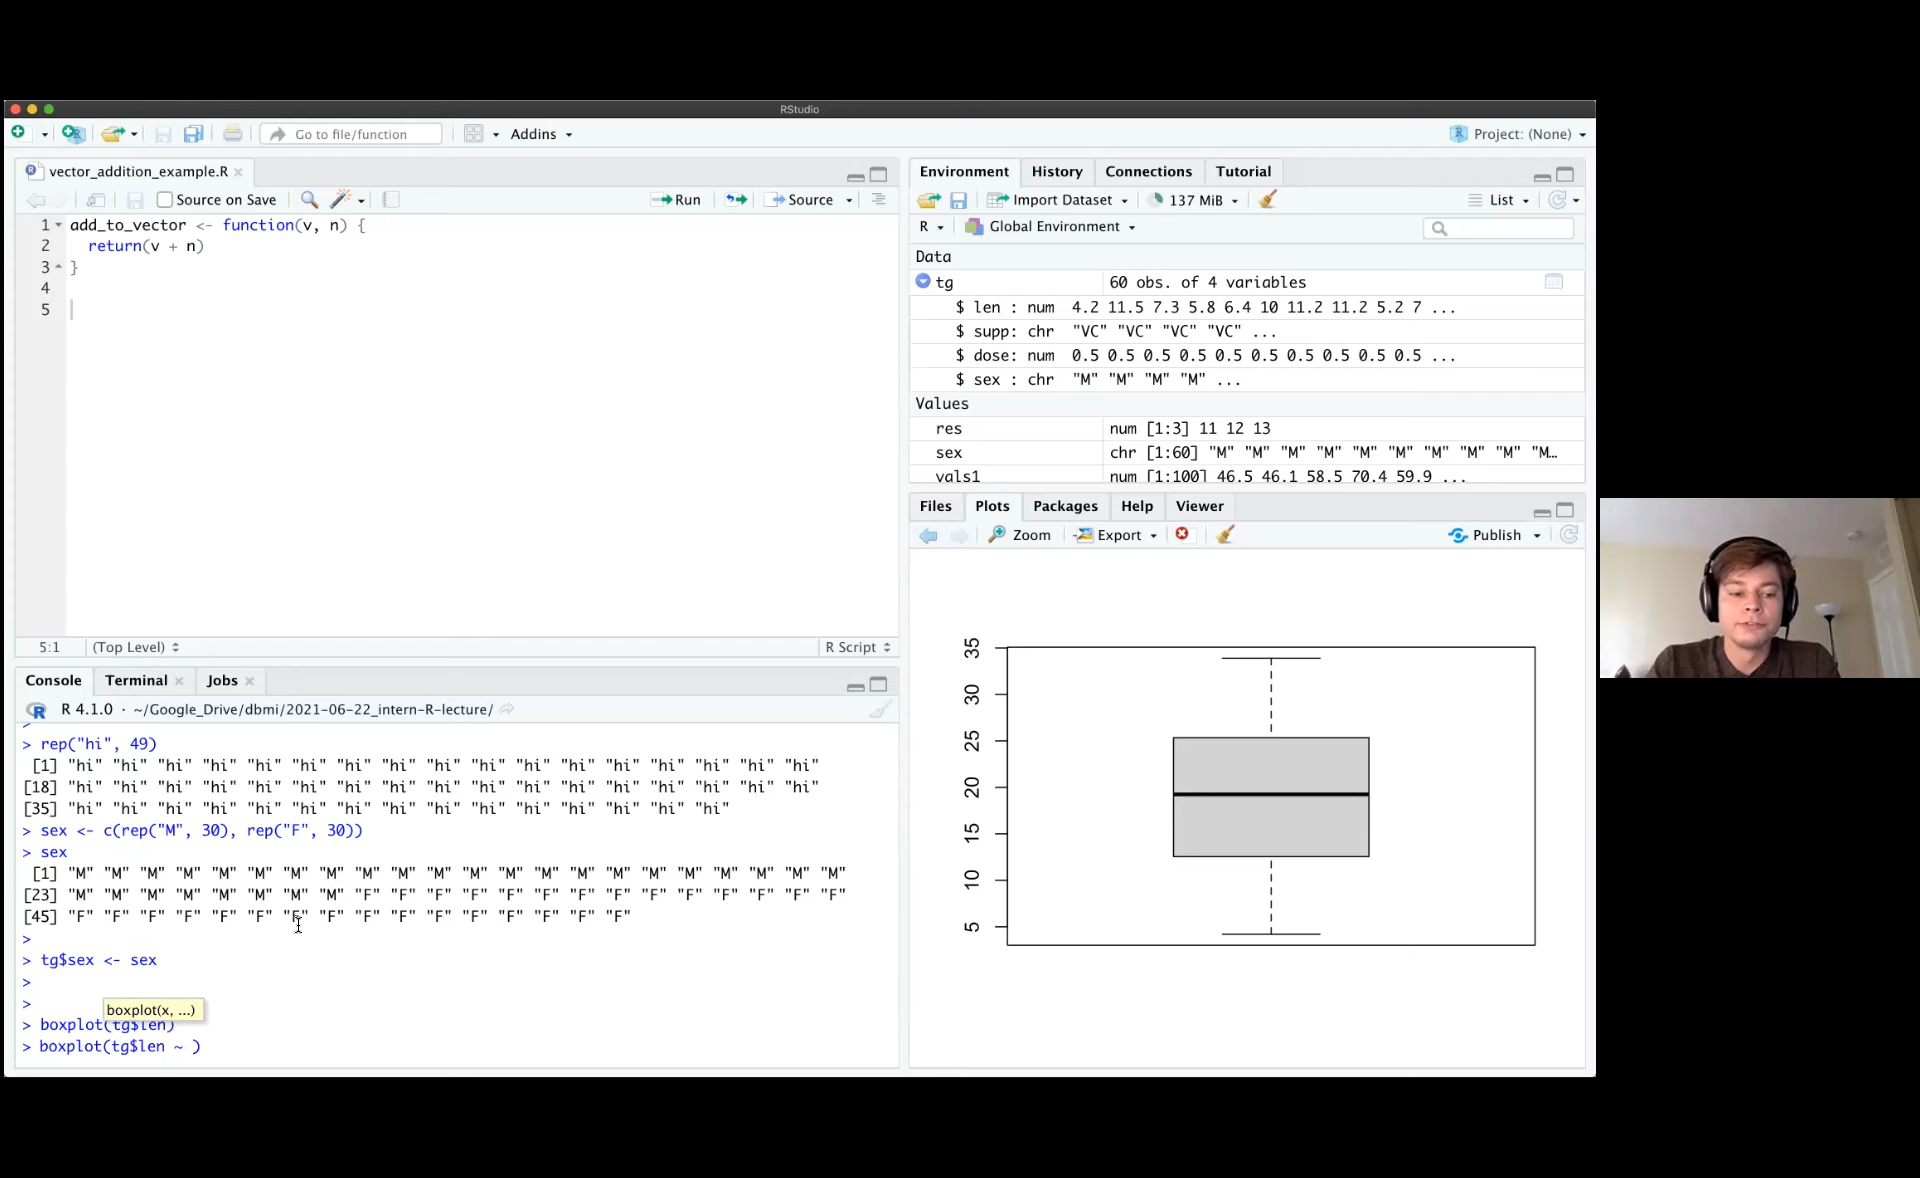 RStudio
Go to file/function
Addins
Project: (None)
vector_addition_example.R
Source on Save
Run
Source
1 add_to_vector <- function(v, n) {
2 return(v + n)
3 }
4
5
5:1 (Top Level) R Script
Console Terminal Jobs
R 4.1.0 · ~/Google_Drive/dbmi/2021-06-22_intern-R-lecture/
>
> rep("hi", 49)
[1] "hi" "hi" "hi" "hi" "hi" "hi" "hi" "hi" "hi" "hi" "hi" "hi" "hi" "hi" "hi" "hi" "hi"
[18] "hi" "hi" "hi" "hi" "hi" "hi" "hi" "hi" "hi" "hi" "hi" "hi" "hi" "hi" "hi" "hi" "hi"
[35] "hi" "hi" "hi" "hi" "hi" "hi" "hi" "hi" "hi" "hi" "hi" "hi" "hi" "hi" "hi"
> sex <- c(rep("M", 30), rep("F", 30))
> sex
[1] "M" "M" "M" "M" "M" "M" "M" "M" "M" "M" "M" "M" "M" "M" "M" "M" "M" "M" "M" "M" "M" "M"
[23] "M" "M" "M" "M" "M" "M" "M" "M" "F" "F" "F" "F" "F" "F" "F" "F" "F" "F" "F" "F" "F" "F"
[45] "F" "F" "F" "F" "F" "F" "F" "F" "F" "F" "F" "F" "F" "F" "F" "F"
>
> tg$sex <- sex
>
>
boxplot(x, ...)
> boxplot(tg$len)
> boxplot(tg$len ~ )
Environment History Connections Tutorial
Import Dataset 137 MiB List
R Global Environment
Data
tg 60 obs. of 4 variables
$ len : num 4.2 11.5 7.3 5.8 6.4 10 11.2 11.2 5.2 7 ...
$ supp: chr "VC" "VC" "VC" "VC" ...
$ dose: num 0.5 0.5 0.5 0.5 0.5 0.5 0.5 0.5 0.5 0.5 ...
$ sex : chr "M" "M" "M" "M" ...
Values
res num [1:3] 11 12 13
sex chr [1:60] "M" "M" "M" "M" "M" "M" "M" "M" "M" "M…
vals1 num [1:100] 46.5 46.1 58.5 70.4 59.9 ...
Files Plots Packages Help Viewer
Zoom Export Publish
35
30
25
20
15
10
5